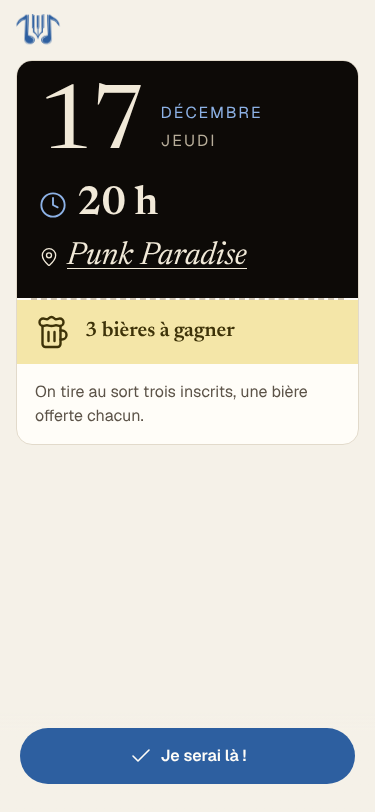 17
DÉCEMBRE
JEUDI
20 h
Punk Paradise
3 bières à gagner
On tire au sort trois inscrits, une bière
offerte chacun.
Je serai là !